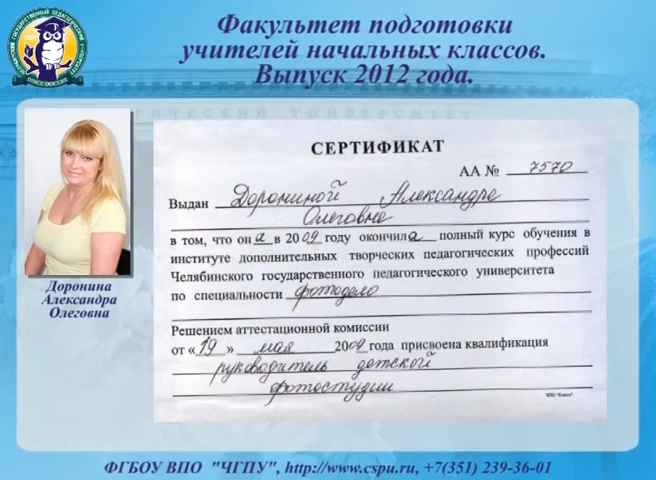 Факультет подготовки
учителей начальных классов.
Выпуск 2012 года.
СЕРТИФИКАТ
АА № 7570
Выдан Дорониной Александре
Олеговне
в том, что она в 2009 году окончила полный курс обучения в
институте дополнительных творческих педагогических профессий
Челябинского государственного педагогического университета
по специальности фотодело
Решением аттестационной комиссии
от «19» мая 2009 года присвоена квалификация
руководитель детской
фотостудии
Доронина
Александра
Олеговна
ФГБОУ ВПО "ЧГПУ", http://www.cspu.ru, +7(351) 239-36-01